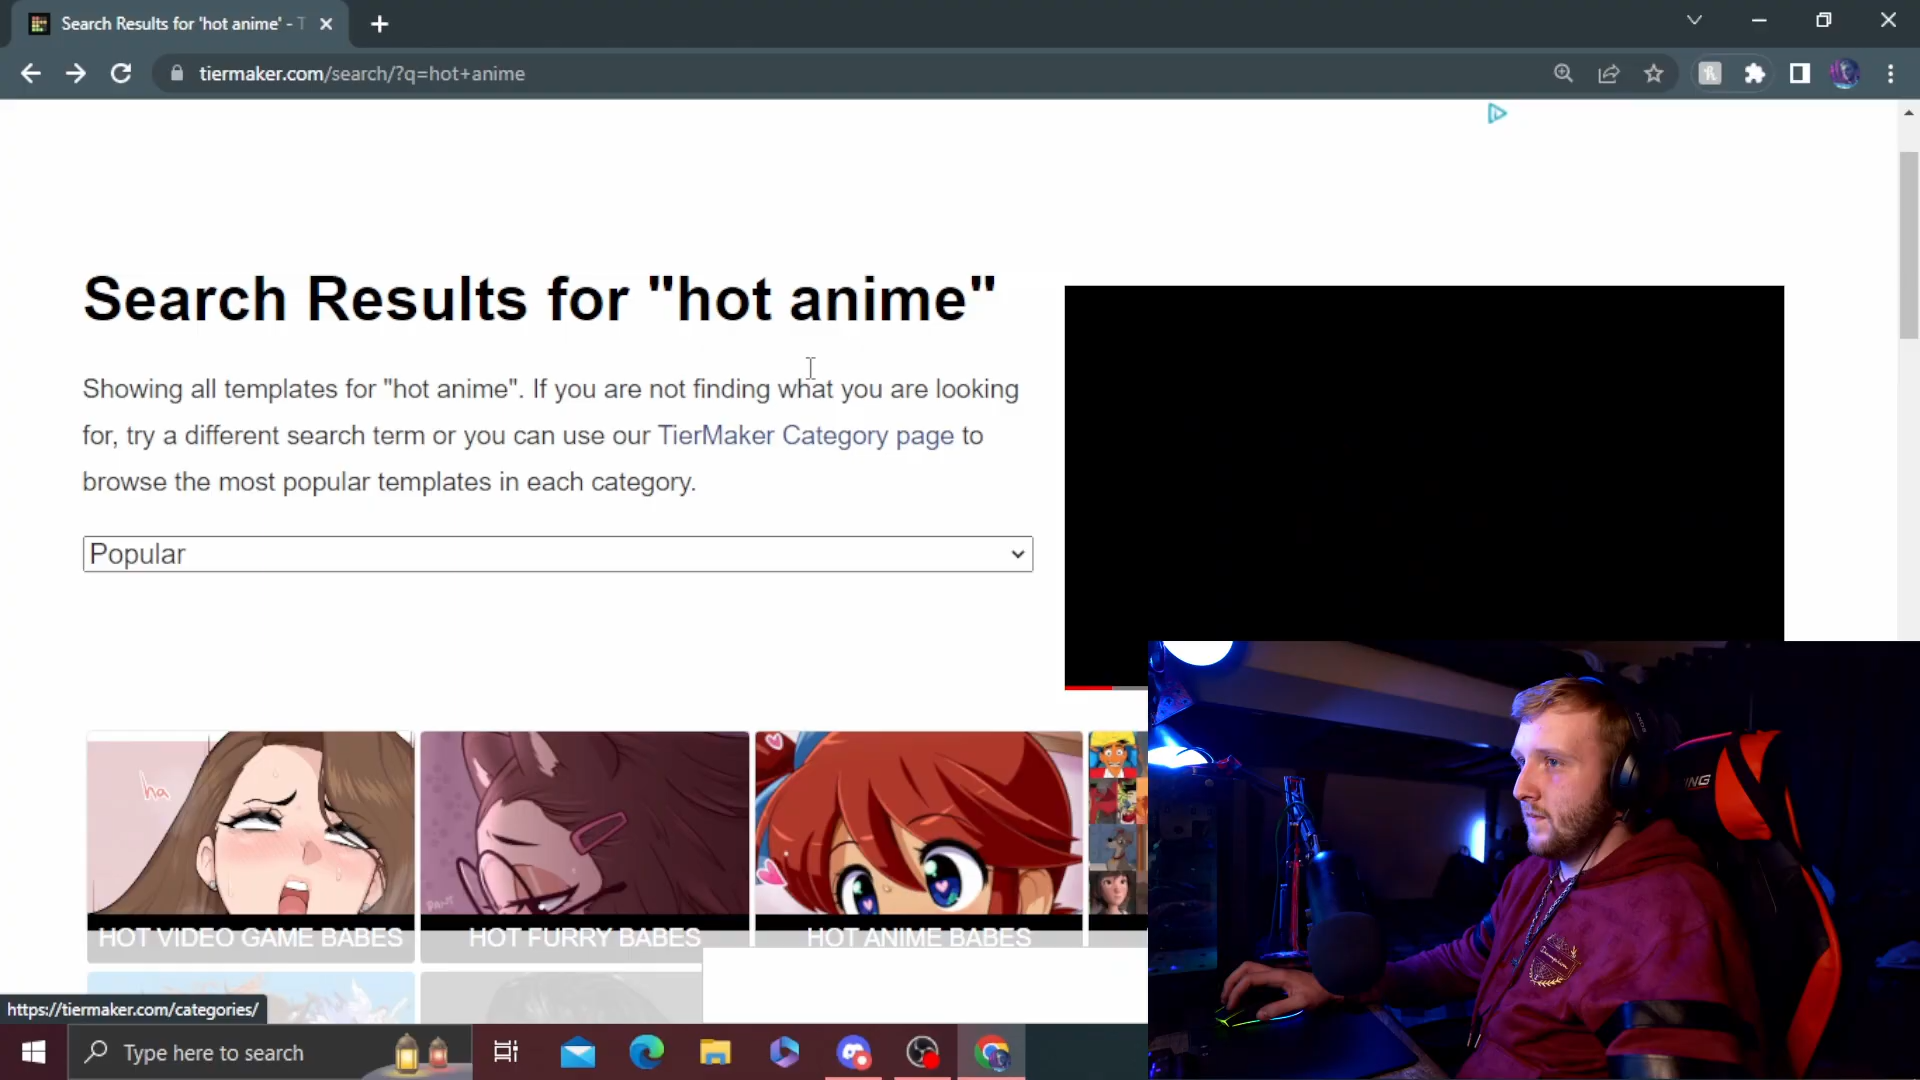 Search Results for 'hot anime' - T
tiermaker.com/search/?q=hot+anime
Search Results for "hot anime"
Showing all templates for "hot anime". If you are not finding what you are looking
for, try a different search term or you can use our TierMaker Category page to
browse the most popular templates in each category.
Popular
ha
HOT VIDEO GAME BABES
HOT FURRY BABES
HOT ANIME BABES
https://tiermaker.com/categories/
Type here to search
SONY
ING